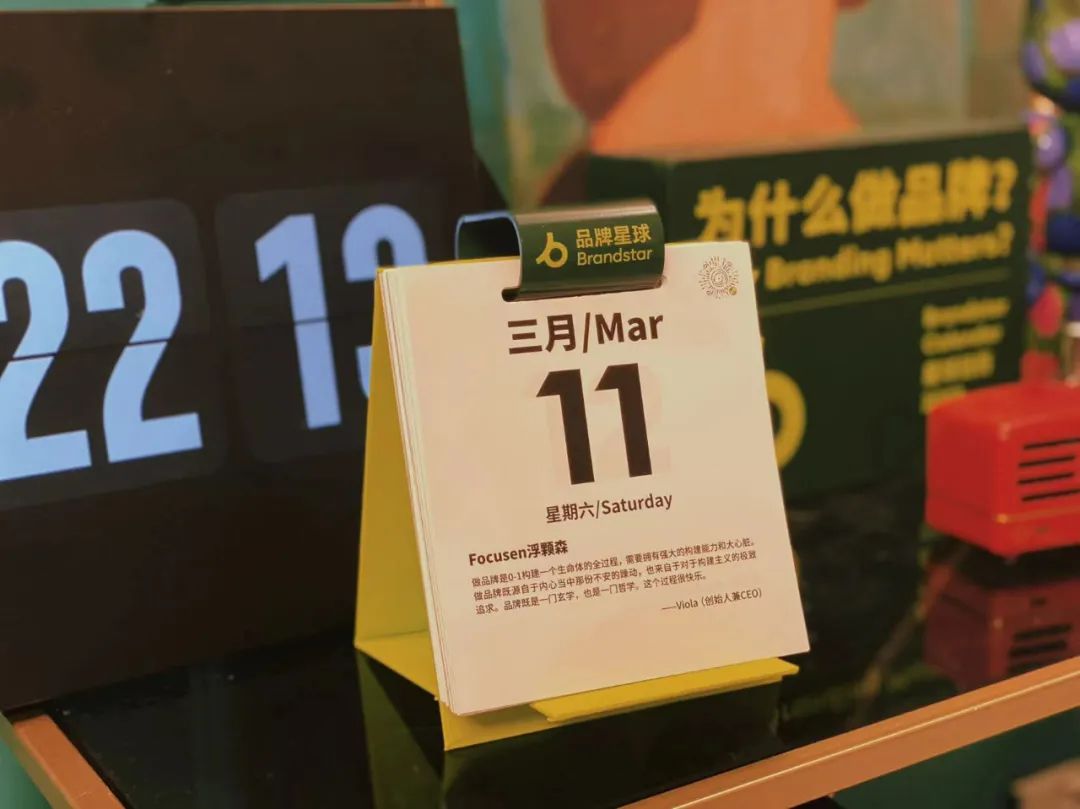 22
品牌星球
Brandstar
三月/Mar
11
星期六/Saturday
Focusen浮颗森
做品牌是0-1构建一个生命体的全过程，需要拥有强大的构建能力和大心脏。
做品牌既源自于内心当中那份不安的躁动，也来自于对于构建主义的极致
追求。品牌既是一门玄学，也是一门哲学。这个过程很快乐。
——Viola（创始人兼CEO）
为什么做品牌?
Branding Matters?
Brandstar
Calendar